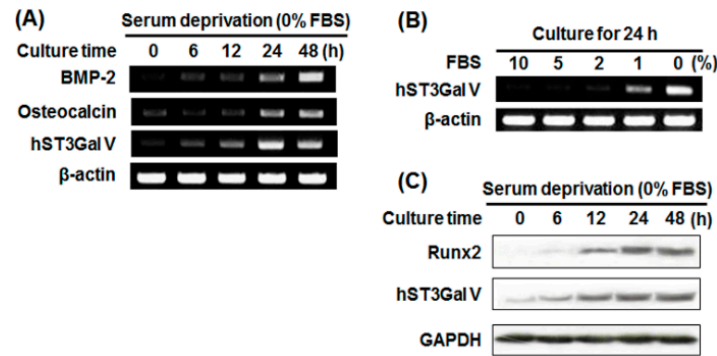 (A)
Serum deprivation (0% FBS)
Culture time 0 6 12 24 48 (h)
BMP-2
Osteocalcin
hST3Gal V
β-actin
(B)
Culture for 24 h
FBS 10 5 2 1 0 (%)
hST3Gal V
β-actin
(C)
Serum deprivation (0% FBS)
Culture time 0 6 12 24 48 (h)
Runx2
hST3Gal V
GAPDH